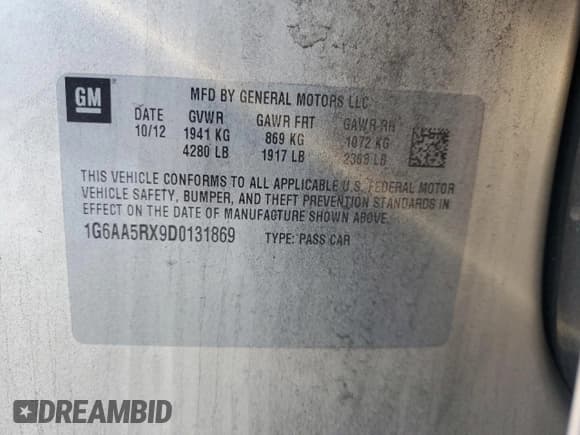 GM
MFD BY GENERAL MOTORS LLC
DATE GVWR GAWR FRT GAWR RR
10/12 1941 KG 869 KG 1072 KG
4280 LB 1917 LB 2363 LB
THIS VEHICLE CONFORMS TO ALL APPLICABLE U.S. FEDERAL MOTOR
VEHICLE SAFETY, BUMPER, AND THEFT PREVENTION STANDARDS IN
EFFECT ON THE DATE OF MANUFACTURE SHOWN ABOVE.
1G6AA5RX9D0131869 TYPE: PASS CAR
DREAMBID